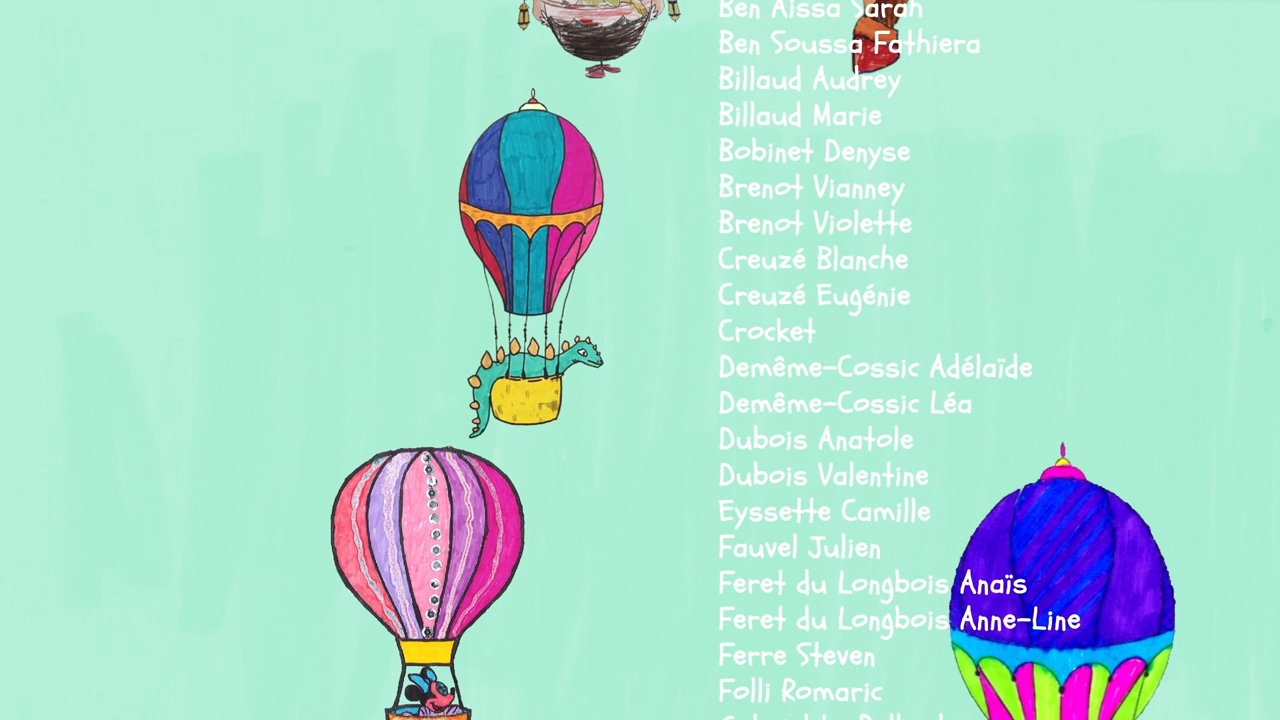 Ben Aissa Sarah
Ben Soussa Fathiera
Billaud Audrey
Billaud Marie
Bobinet Denyse
Brenot Vianney
Brenot Violette
Creuzé Blanche
Creuzé Eugénie
Crocket
Demême-Cossic Adélaïde
Demême-Cossic Léa
Dubois Anatole
Dubois Valentine
Eyssette Camille
Fauvel Julien
Feret du Longbois Anaïs
Feret du Longbois Anne-Line
Ferre Steven
Folli Romaric